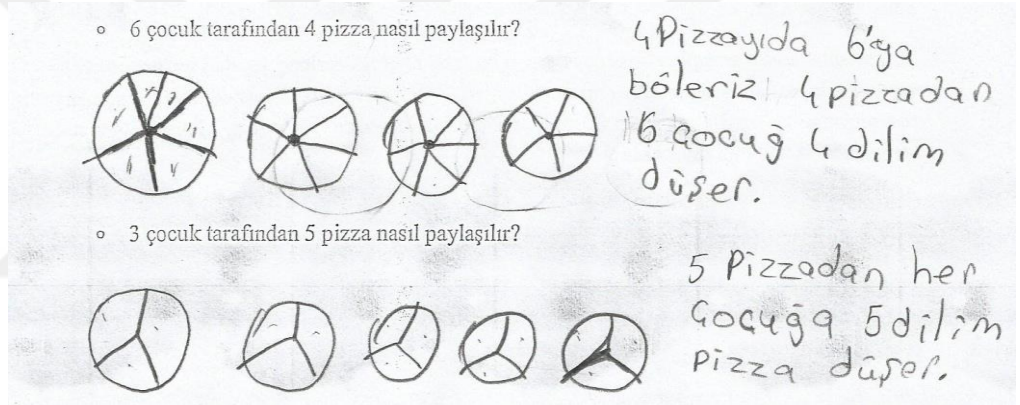 6 çocuk tarafından 4 pizza nasıl paylaşılır?
4 Pizzayıda 6'ya
böleriz 4 pizzadan
6 çocuğ 4 dilim
düşer.
3 çocuk tarafından 5 pizza nasıl paylaşılır?
5 Pizzadan her
çocuğa 5 dilim
pizza düşer.